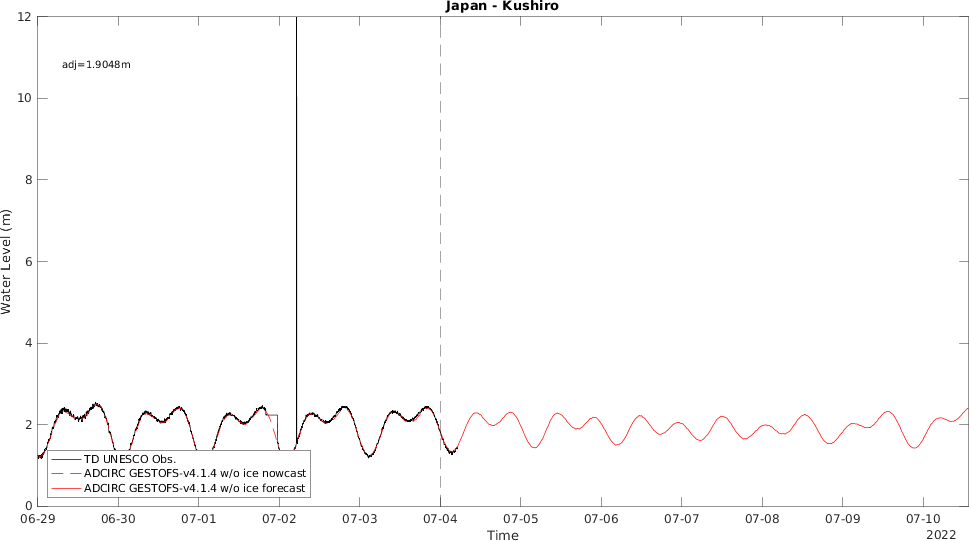 Japan - Kushiro
12
adj=1.9048m
10
8
6
Water Level (m)
4
2
TD UNESCO Obs.
ADCIRC GESTOFS-v4.1.4 w/o ice nowcast
ADCIRC GESTOFS-v4.1.4 w/o ice forecast
0
06-29 06-30 07-01 07-02 07-03 07-04 07-05 07-06 07-07 07-08 07-09 07-10
Time 2022